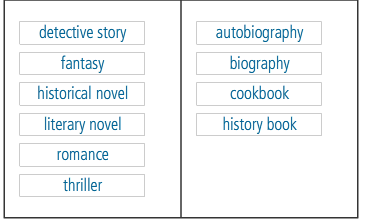 detective story
fantasy
historical novel
literary novel
romance
thriller
autobiography
biography
cookbook
history book